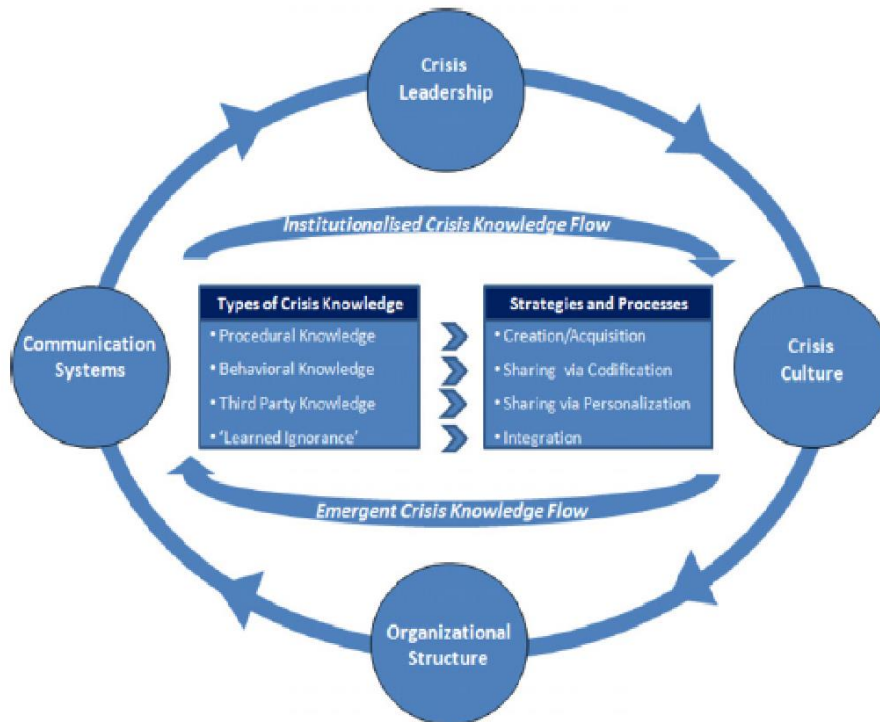 Crisis
Leadership
Institutionalised Crisis Knowledge Flow
Types of Crisis Knowledge
• Procedural Knowledge
• Behavioral Knowledge
• Third Party Knowledge
• 'Learned Ignorance'
Strategies and Processes
• Creation/Acquisition
• Sharing via Codification
• Sharing via Personalization
• Integration
Communication
Systems
Crisis
Culture
Emergent Crisis Knowledge Flow
Organizational
Structure